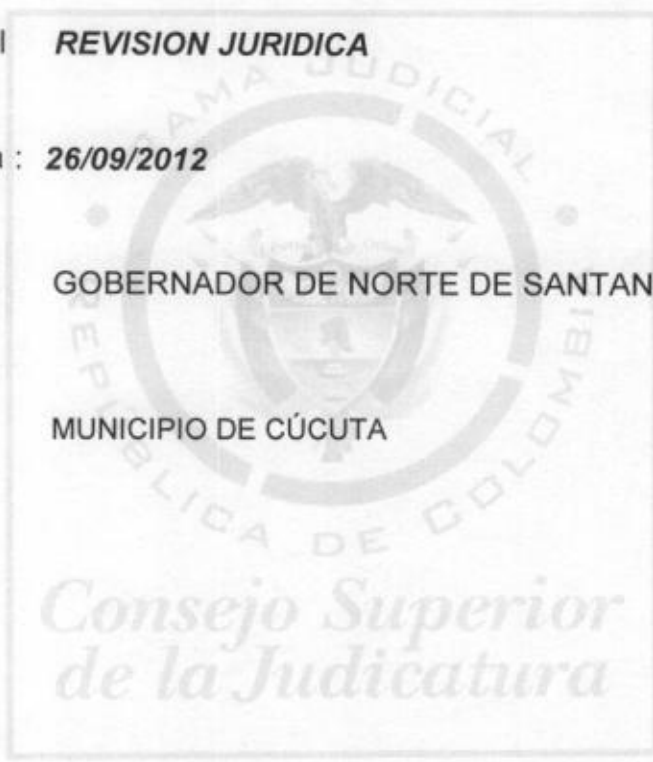 REVISION JURIDICA
: 26/09/2012
GOBERNADOR DE NORTE DE SANTAN
MUNICIPIO DE CÚCUTA
RAMA JUDICIAL
REPUBLICA DE COLOMBIA
Consejo Superior
de la Judicatura